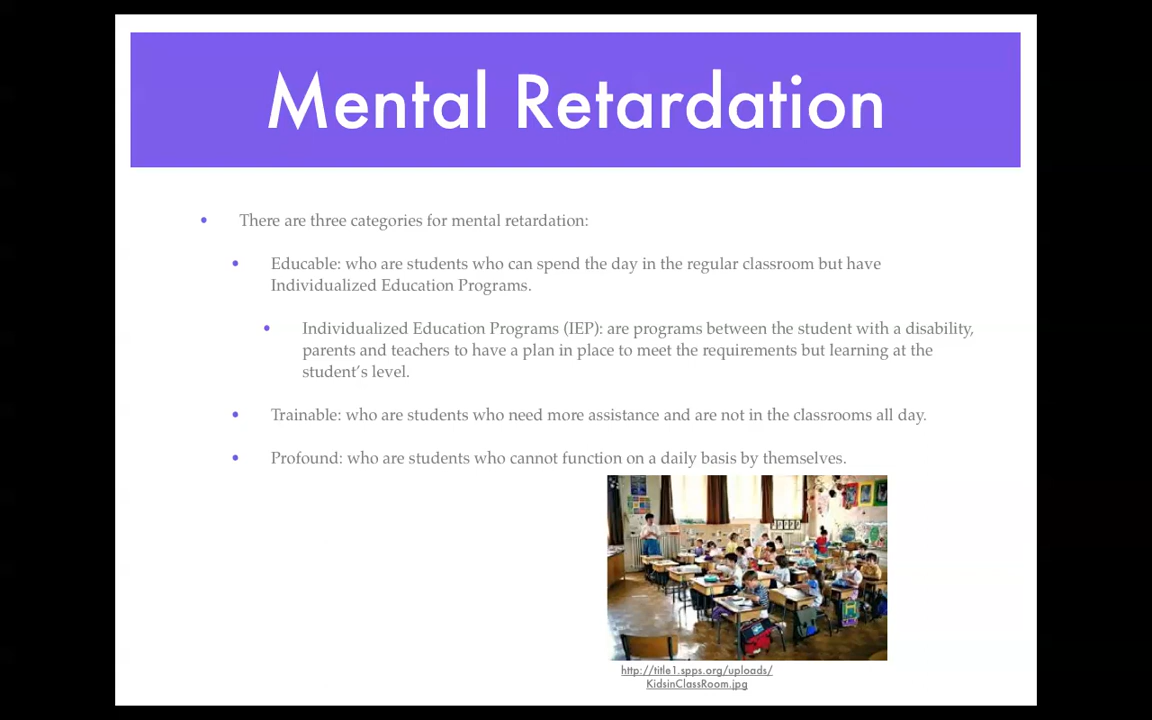 Mental Retardation
• There are three categories for mental retardation:
• Educable: who are students who can spend the day in the regular classroom but have
Individualized Education Programs.
• Individualized Education Programs (IEP): are programs between the student with a disability,
parents and teachers to have a plan in place to meet the requirements but learning at the
student’s level.
• Trainable: who are students who need more assistance and are not in the classrooms all day.
• Profound: who are students who cannot function on a daily basis by themselves.
http://title1.spps.org/uploads/
KidsinClassRoom.jpg